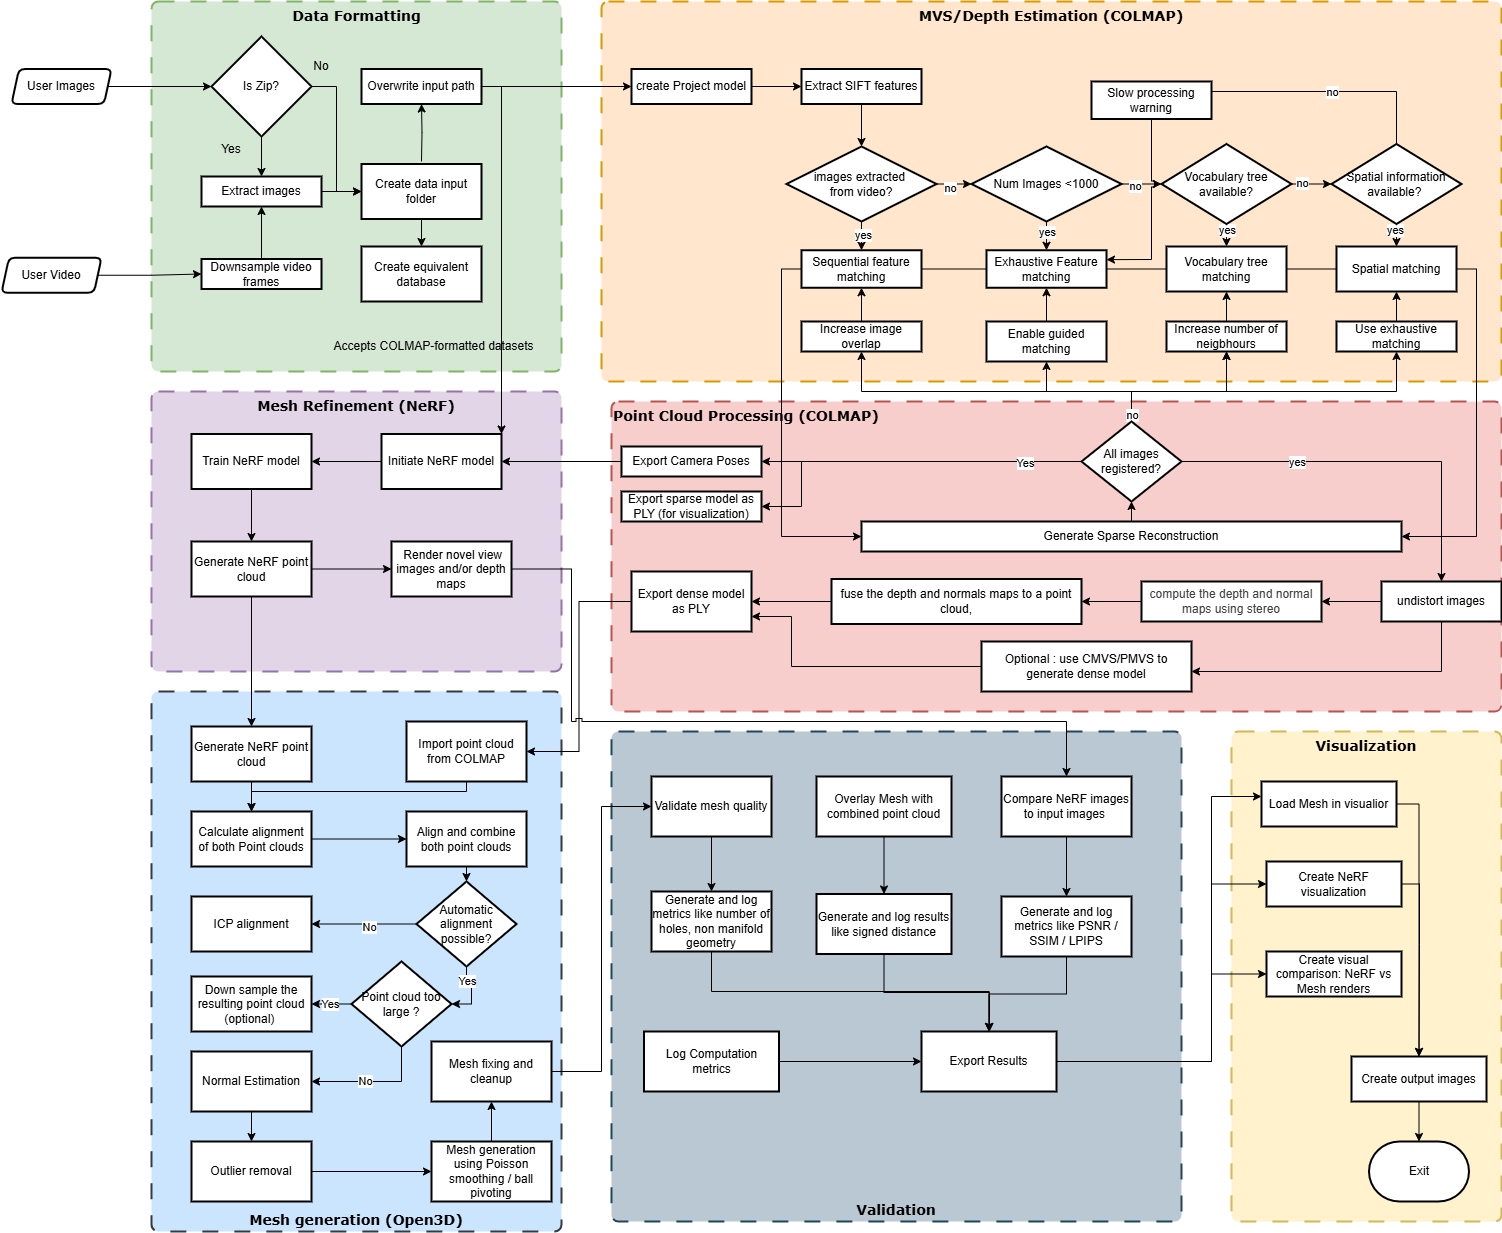 Data Formatting
User Images
Is Zip?
No
Yes
Overwrite input path
Extract images
Create data input
folder
User Video
Downsample video
frames
Create equivalent
database
Accepts COLMAP-formatted datasets
MVS/Depth Estimation (COLMAP)
create Project model
Extract SIFT features
Slow processing
warning
no
images extracted
from video?
no
Num Images <1000
no
Vocabulary tree
available?
no
Spatial information
available?
yes
yes
yes
yes
Sequential feature
matching
Exhaustive Feature
matching
Vocabulary tree
matching
Spatial matching
Increase image
overlap
Enable guided
matching
Increase number of
neigbhours
Use exhaustive
matching
Mesh Refinement (NeRF)
Train NeRF model
Initiate NeRF model
Generate NeRF point
cloud
Render novel view
images and/or depth
maps
Point Cloud Processing (COLMAP)
no
Export Camera Poses
Yes
All images
registered?
yes
Export sparse model as
PLY (for visualization)
Generate Sparse Reconstruction
Export dense model
as PLY
fuse the depth and normals maps to a point
cloud,
compute the depth and normal
maps using stereo
undistort images
Optional : use CMVS/PMVS to
generate dense model
Generate NeRF point
cloud
Import point cloud
from COLMAP
Calculate alignment
of both Point clouds
Align and combine
both point clouds
ICP alignment
No
Automatic
alignment
possible?
Yes
Down sample the
resulting point cloud
(optional)
Yes
Point cloud too
large ?
Normal Estimation
No
Mesh fixing and
cleanup
Outlier removal
Mesh generation
using Poisson
smoothing / ball
pivoting
Mesh generation (Open3D)
Validate mesh quality
Overlay Mesh with
combined point cloud
Compare NeRF images
to input images
Generate and log
metrics like number of
holes, non manifold
geometry
Generate and log results
like signed distance
Generate and log
metrics like PSNR /
SSIM / LPIPS
Log Computation
metrics
Export Results
Validation
Visualization
Load Mesh in visualior
Create NeRF
visualization
Create visual
comparison: NeRF vs
Mesh renders
Create output images
Exit